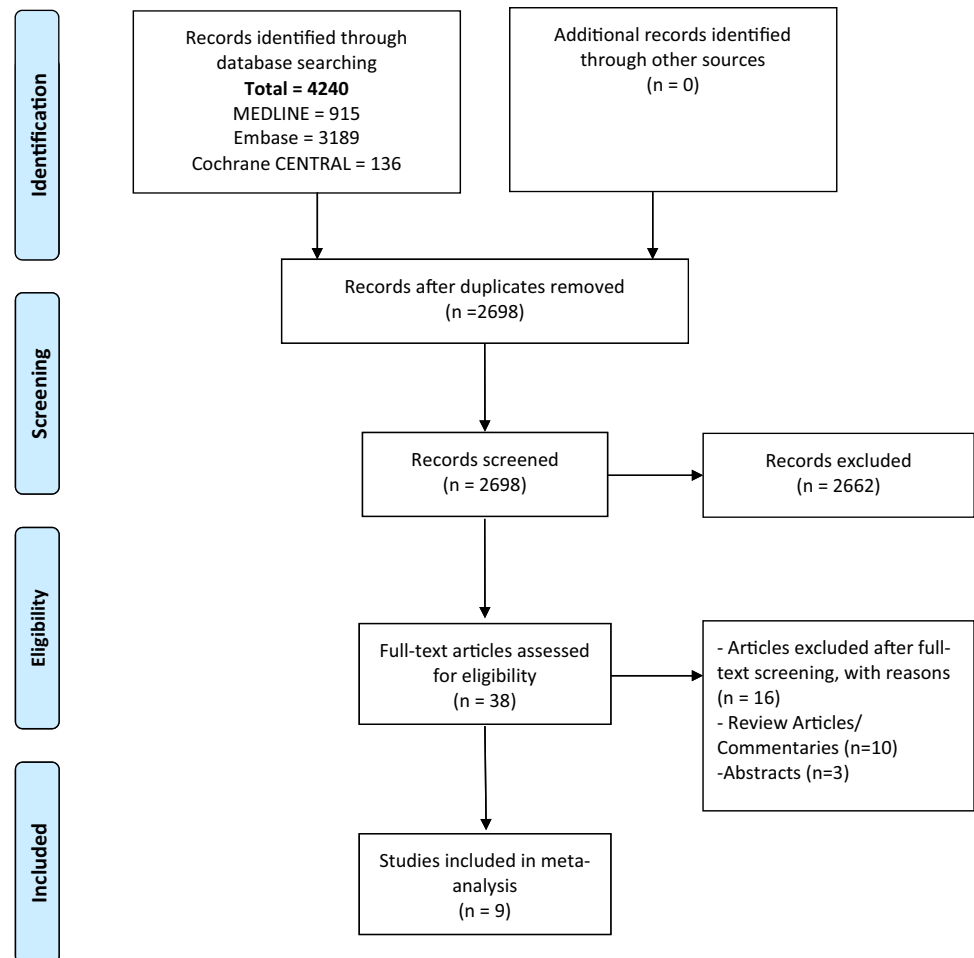 Identification
Records identified through
database searching
Total = 4240
MEDLINE = 915
Embase = 3189
Cochrane CENTRAL = 136
Additional records identified
through other sources
(n = 0)
Records after duplicates removed
(n =2698)
Screening
Records screened
(n = 2698)
Records excluded
(n = 2662)
Eligibility
Full-text articles assessed
for eligibility
(n = 38)
- Articles excluded after full-
text screening, with reasons
(n = 16)
- Review Articles/
Commentaries (n=10)
-Abstracts (n=3)
Included
Studies included in meta-
analysis
(n = 9)